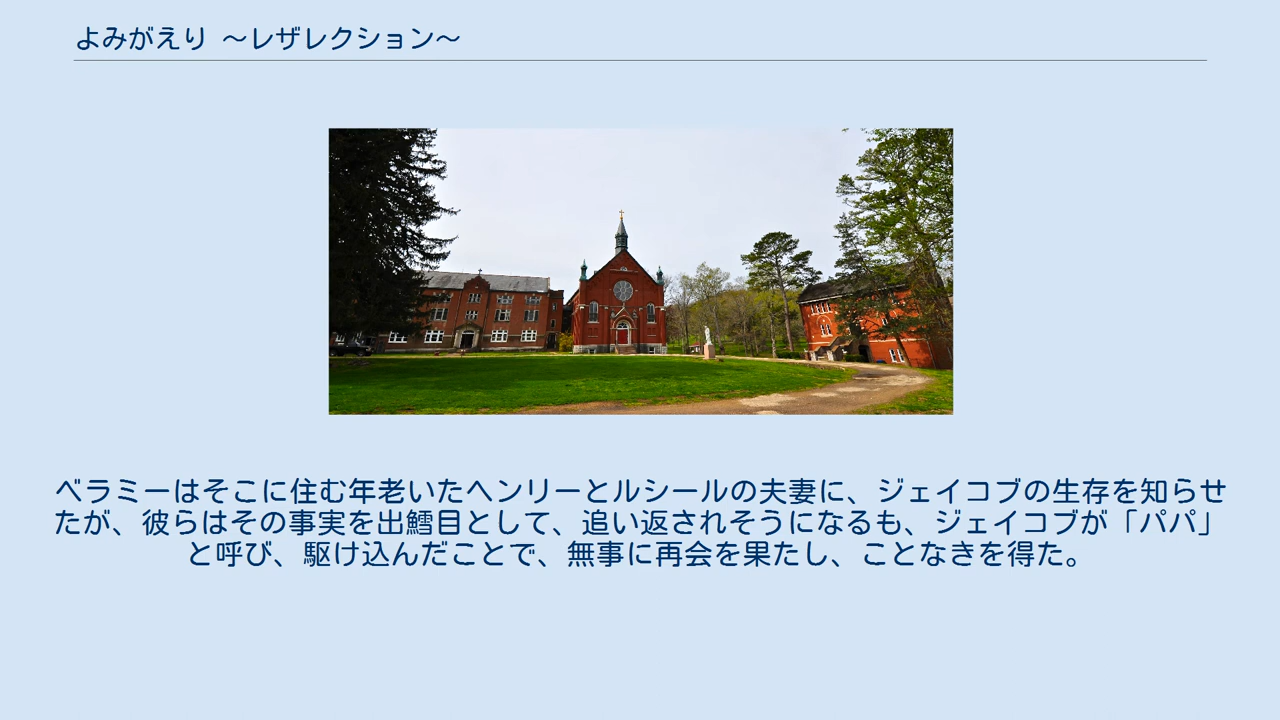 よみがえり ～レザレクション～
ベラミーはそこに住む年老いたヘンリーとルシールの夫妻に、ジェイコブの生存を知らせ
たが、彼らはその事実を出鱈目として、追い返されそうになるも、ジェイコブが「パパ」
と呼び、駆け込んだことで、無事に再会を果たし、ことなきを得た。